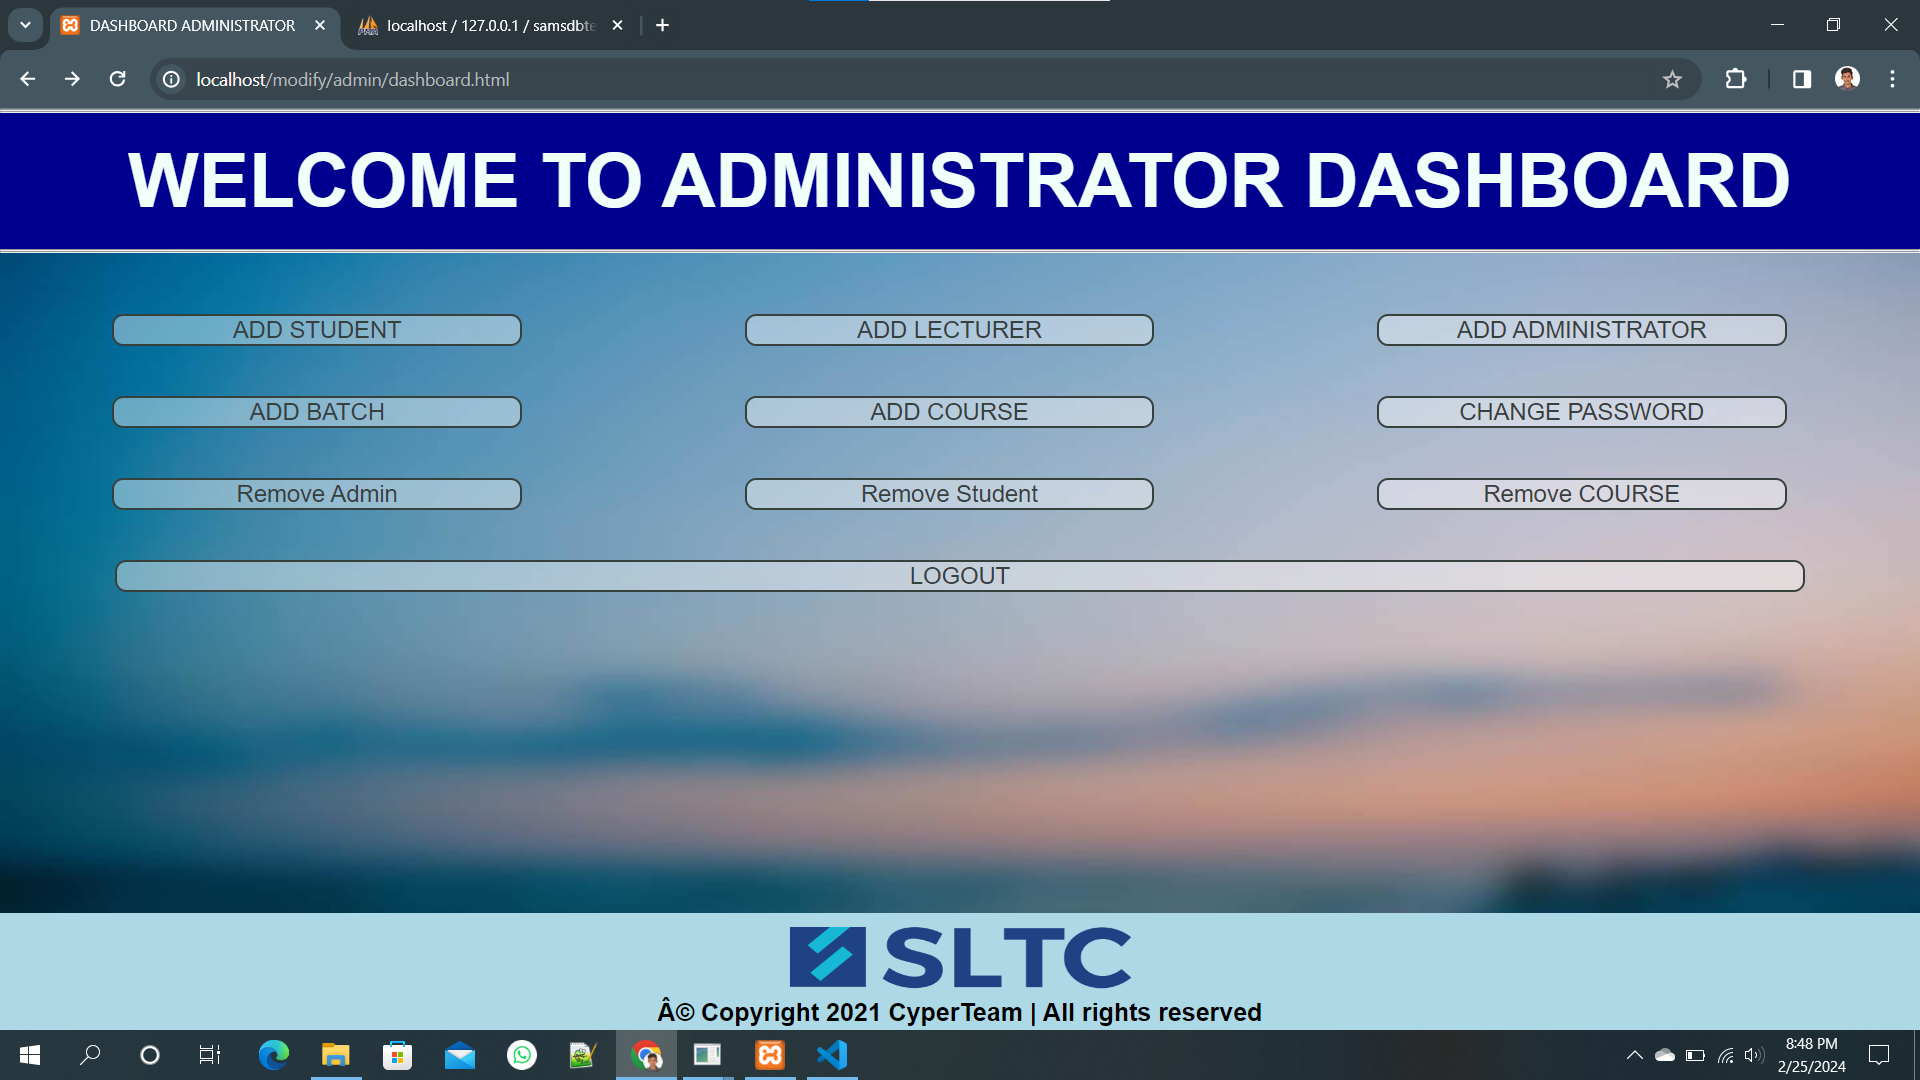 DASHBOARD ADMINISTRATOR
localhost / 127.0.0.1 / samsdbte
localhost/modify/admin/dashboard.html
WELCOME TO ADMINISTRATOR DASHBOARD
ADD STUDENT
ADD LECTURER
ADD ADMINISTRATOR
ADD BATCH
ADD COURSE
CHANGE PASSWORD
Remove Admin
Remove Student
Remove COURSE
LOGOUT
SLTC
Â© Copyright 2021 CyperTeam | All rights reserved
8:48 PM
2/25/2024